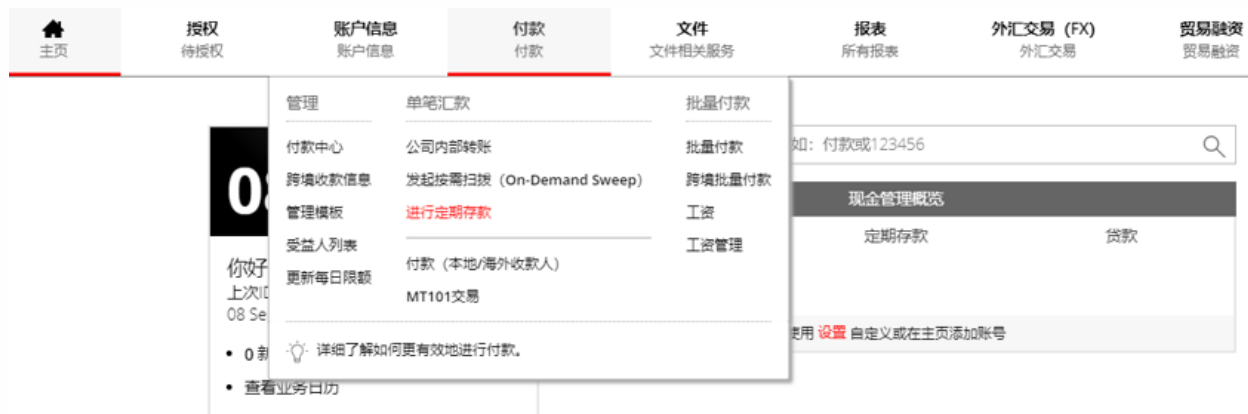 主页
授权
待授权
账户信息
账户信息
付款
付款
文件
文件相关服务
报表
所有报表
外汇交易 (FX)
外汇交易
贸易融资
贸易融资
管理
付款中心
跨境收款信息
管理模板
受益人列表
更新每日限额
单笔汇款
公司内部转账
发起按需扫拨（On-Demand Sweep）
进行定期存款
付款（本地/海外收款人）
MT101交易
批量付款
批量付款
跨境批量付款
工资
工资管理
详细了解如何更有效地进行付款。
如：付款或123456
现金管理概览
定期存款
贷款
使用 设置 自定义或在主页添加账号
08
你好
上次ID
08 Se
0 新
查看业务日历